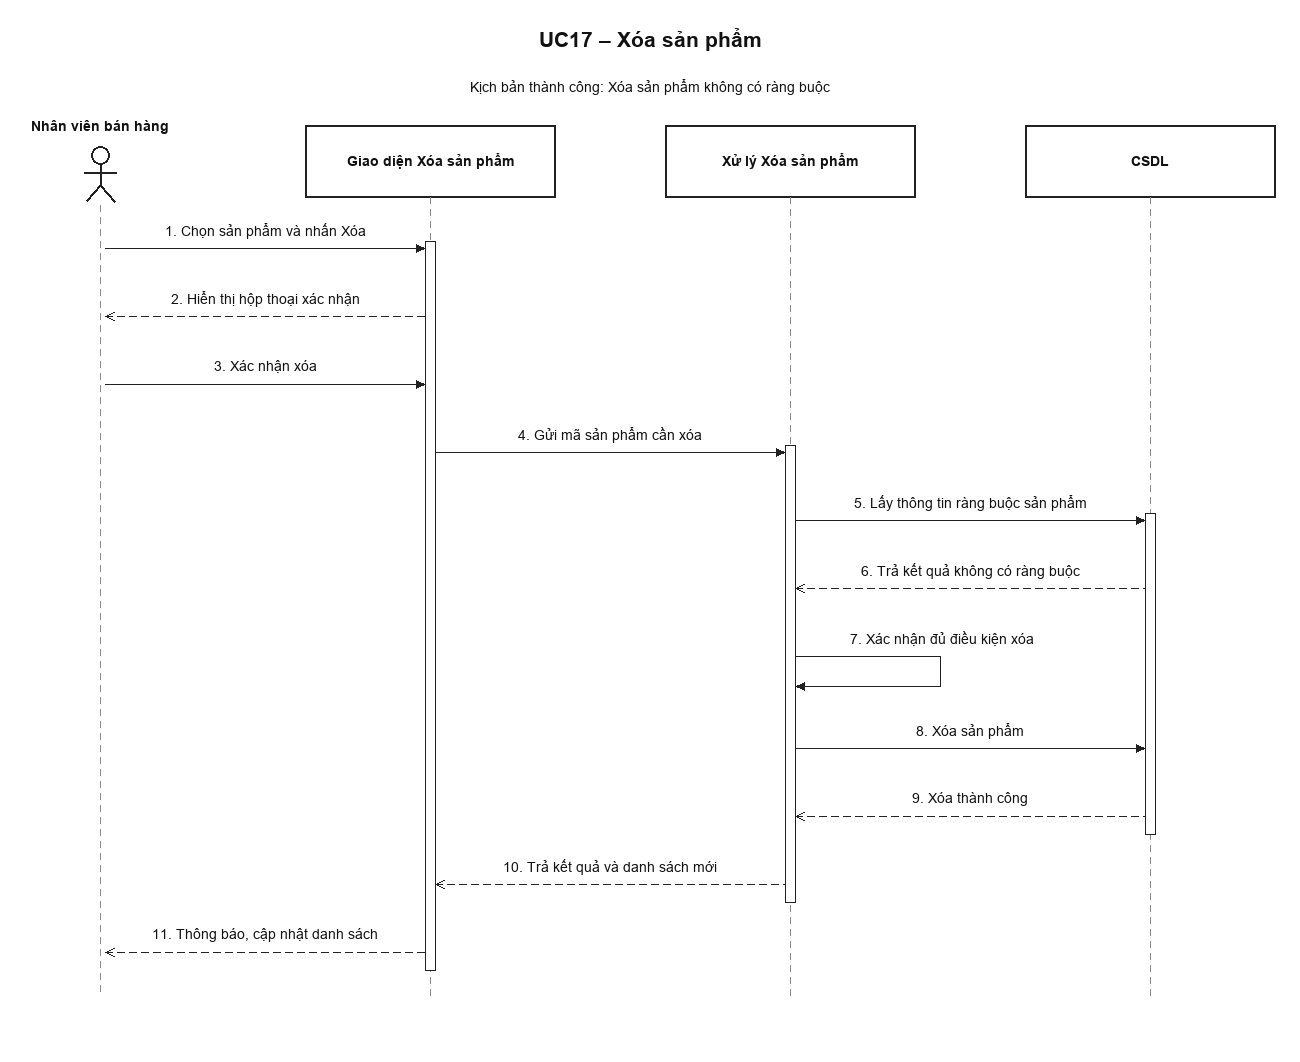 UC17 – Xóa sản phẩm
Kịch bản thành công: Xóa sản phẩm không có ràng buộc
Nhân viên bán hàng
Giao diện Xóa sản phẩm
Xử lý Xóa sản phẩm
CSDL
1. Chọn sản phẩm và nhấn Xóa
2. Hiển thị hộp thoại xác nhận
3. Xác nhận xóa
4. Gửi mã sản phẩm cần xóa
5. Lấy thông tin ràng buộc sản phẩm
6. Trả kết quả không có ràng buộc
7. Xác nhận đủ điều kiện xóa
8. Xóa sản phẩm
9. Xóa thành công
10. Trả kết quả và danh sách mới
11. Thông báo, cập nhật danh sách